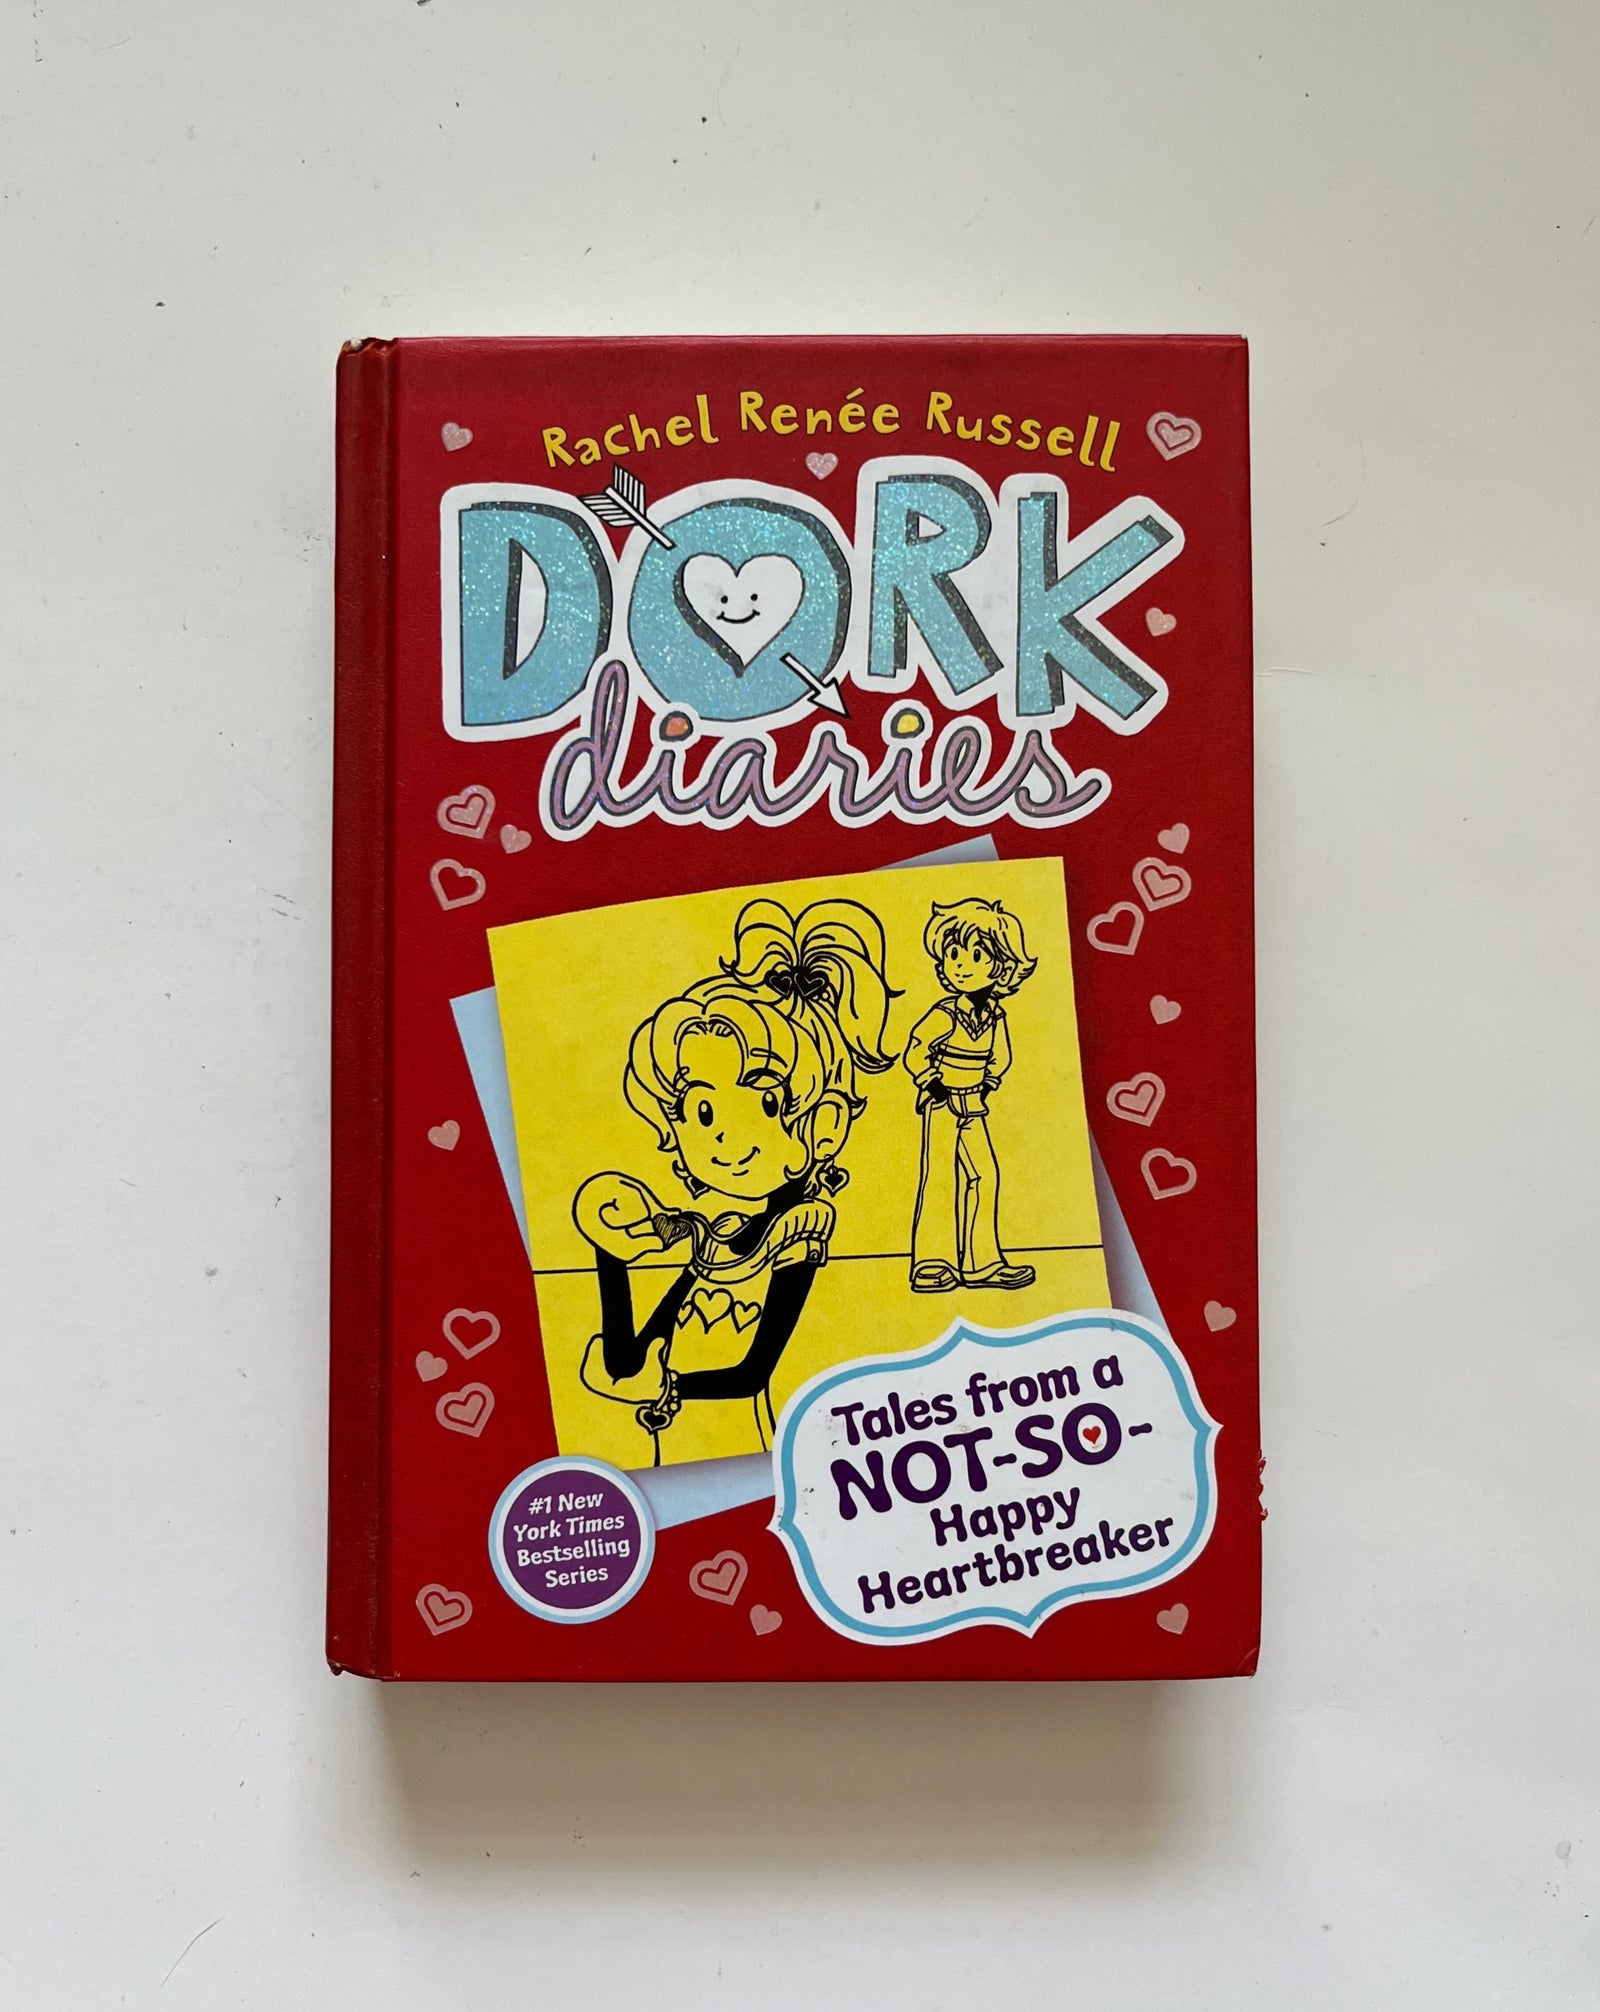 Rachel Renée Russell
DORK
diaries
Tales from a
NOT-SO-
Happy
Heartbreaker
#1 New
York Times
Bestselling
Series